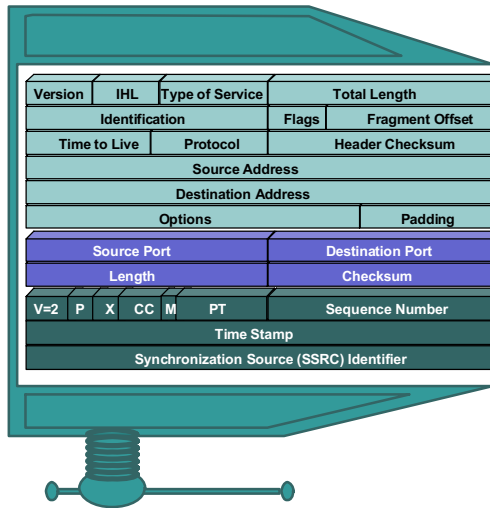 Version IHL Type of Service Total Length
Identification Flags Fragment Offset
Time to Live Protocol Header Checksum
Source Address
Destination Address
Options Padding
Source Port Destination Port
Length Checksum
V=2 P X CC M PT Sequence Number
Time Stamp
Synchronization Source (SSRC) Identifier